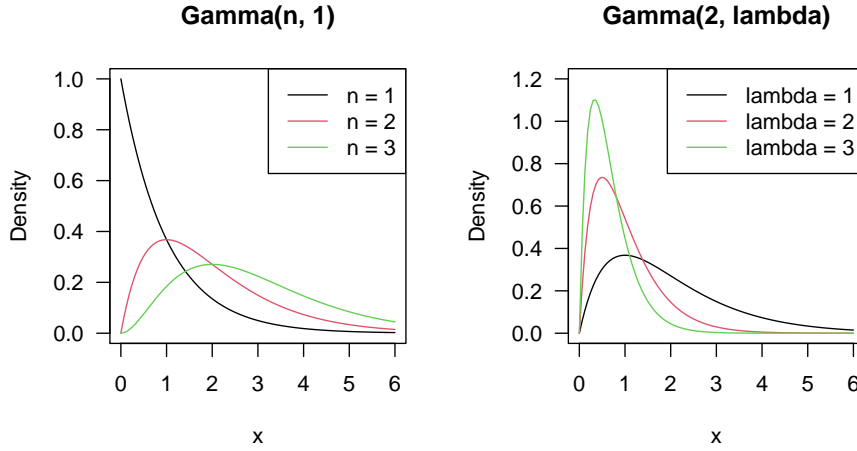 Gamma(n, 1)
Density
1.0
0.8
0.6
0.4
0.2
0.0
n = 1
n = 2
n = 3
0 1 2 3 4 5 6
x
Gamma(2, lambda)
Density
1.2
1.0
0.8
0.6
0.4
0.2
0.0
lambda = 1
lambda = 2
lambda = 3
0 1 2 3 4 5 6
x